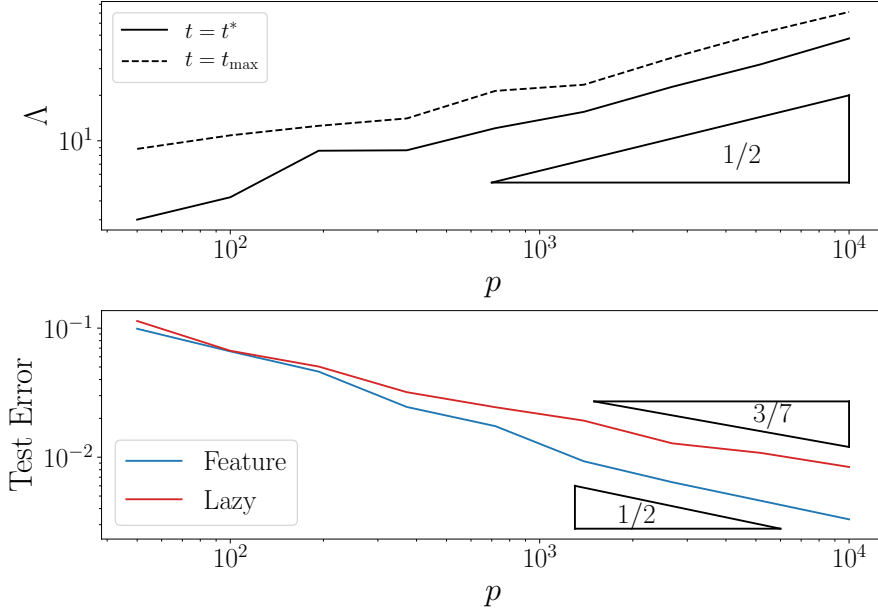 t = t*
t = t_max
Λ
10^1
1/2
10^2
10^3
10^4
p
10^-1
10^-2
Test Error
3/7
1/2
Feature
Lazy
10^2
10^3
10^4
p